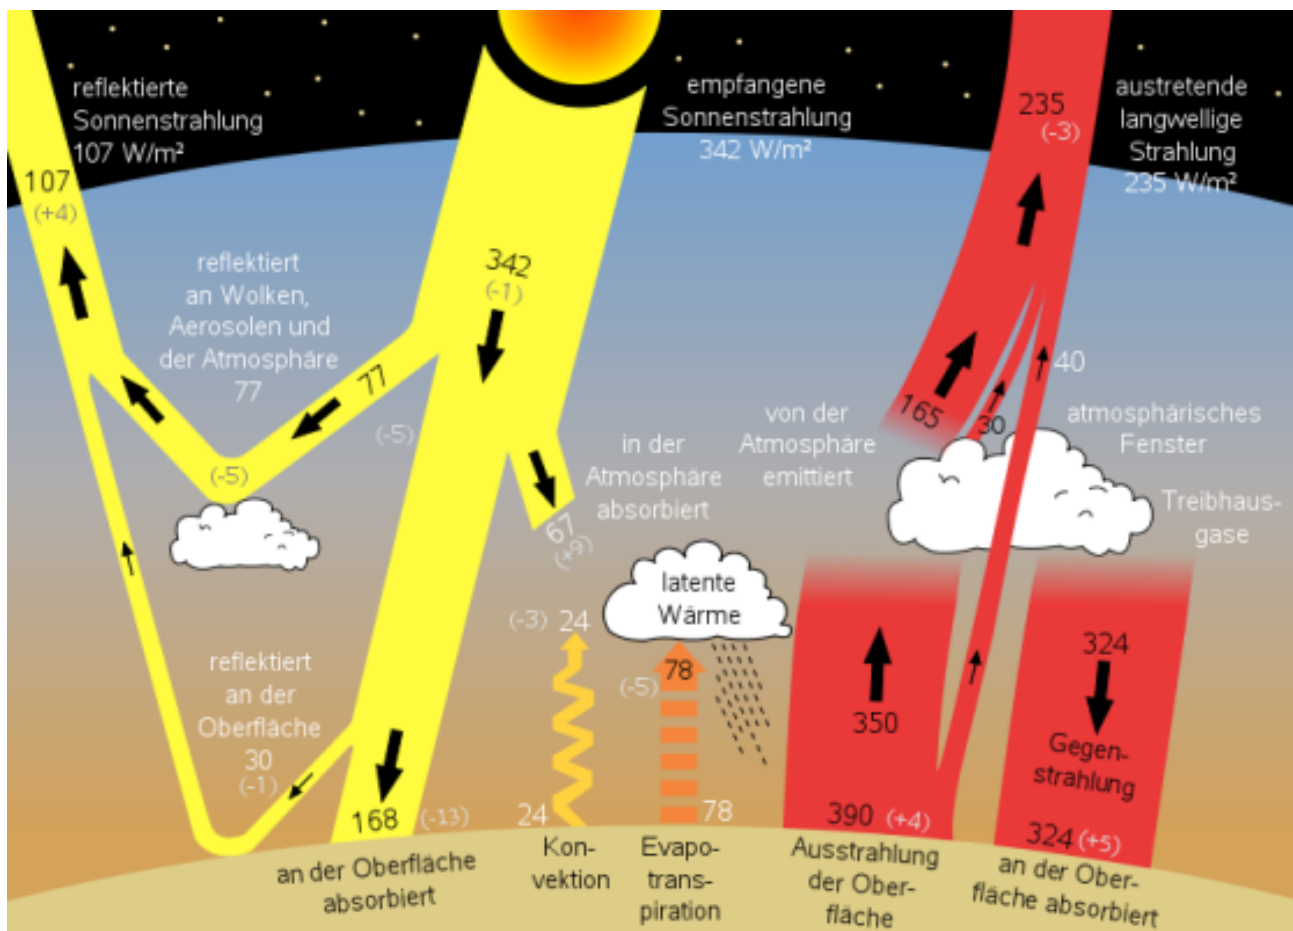 reflektierte
Sonnenstrahlung
107 W/m²
107
(+4)
empfangene
Sonnenstrahlung
342 W/m²
235
(-3)
austretende
langwellige
Strahlung
235 W/m²
342
(-1)
reflektiert
an Wolken,
Aerosolen und
der Atmosphäre
77
77
(-5)
(-5)
in der
Atmosphäre
absorbiert
67
(+9)
von der
Atmosphäre
emittiert
165
30
40
atmosphärisches
Fenster
Treibhaus-
gase
latente
Wärme
(-3) 24
78
(-5)
reflektiert
an der
Oberfläche
30
(-1)
350
324
Gegen-
strahlung
168 (-13)
24
78
390 (+4)
324 (+5)
an der Oberfläche
absorbiert
Kon-
vektion
Evapo-
trans-
piration
Ausstrahlung
der Ober-
fläche
an der Ober-
fläche absorbiert